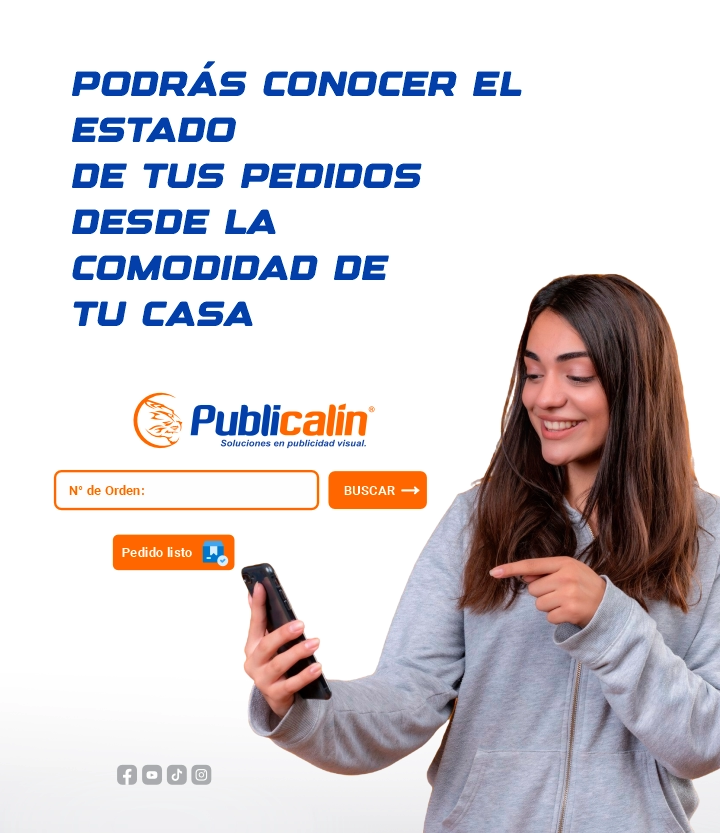 PODRÁS CONOCER EL
ESTADO
DE TUS PEDIDOS
DESDE LA
COMODIDAD DE
TU CASA
Publicalín®
Soluciones en publicidad visual.
N° de Orden:
BUSCAR
Pedido listo